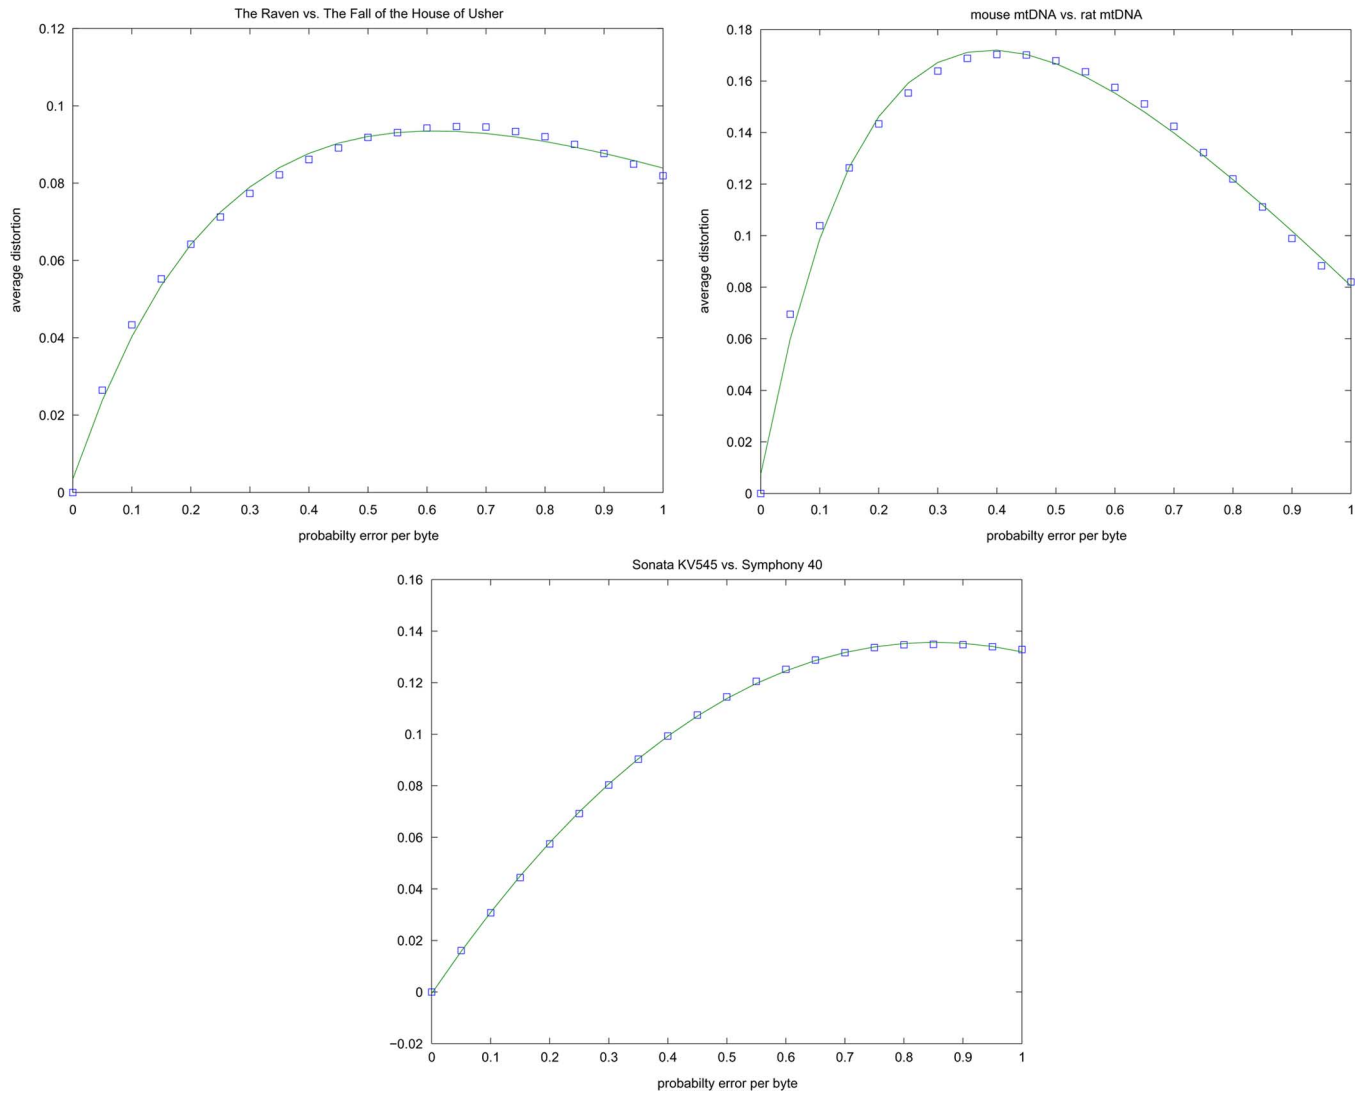 The Raven vs. The Fall of the House of Usher
0.12
0.1
0.08
0.06
0.04
0.02
0
average distortion
0 0.1 0.2 0.3 0.4 0.5 0.6 0.7 0.8 0.9 1
probabilty error per byte
mouse mtDNA vs. rat mtDNA
0.18
0.16
0.14
0.12
0.1
0.08
0.06
0.04
0.02
0
average distortion
0 0.1 0.2 0.3 0.4 0.5 0.6 0.7 0.8 0.9 1
probabilty error per byte
Sonata KV545 vs. Symphony 40
0.16
0.14
0.12
0.1
0.08
0.06
0.04
0.02
0
−0.02
0 0.1 0.2 0.3 0.4 0.5 0.6 0.7 0.8 0.9 1
probabilty error per byte